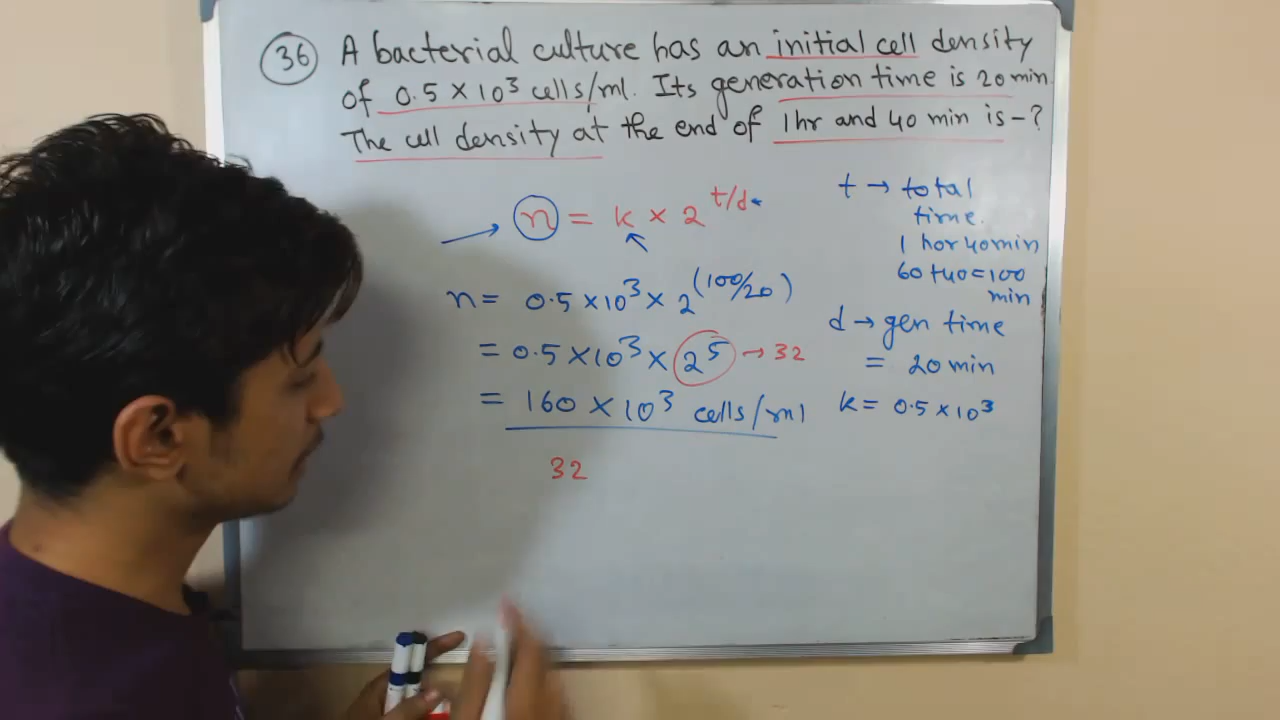 36 A bacterial culture has an initial cell density
of 0.5 × 10³ cells/ml. Its generation time is 20 min.
The cell density at the end of 1hr and 40 min is - ?
n = k × 2^t/d
n = 0.5 × 10³ × 2^(100/20)
= 0.5 × 10³ × 2⁵ → 32
= 160 × 10³ cells/ml
32
t → total
time.
1 hor 40min
60 + 40 = 100
min
d → gen time
= 20 min
k = 0.5 × 10³